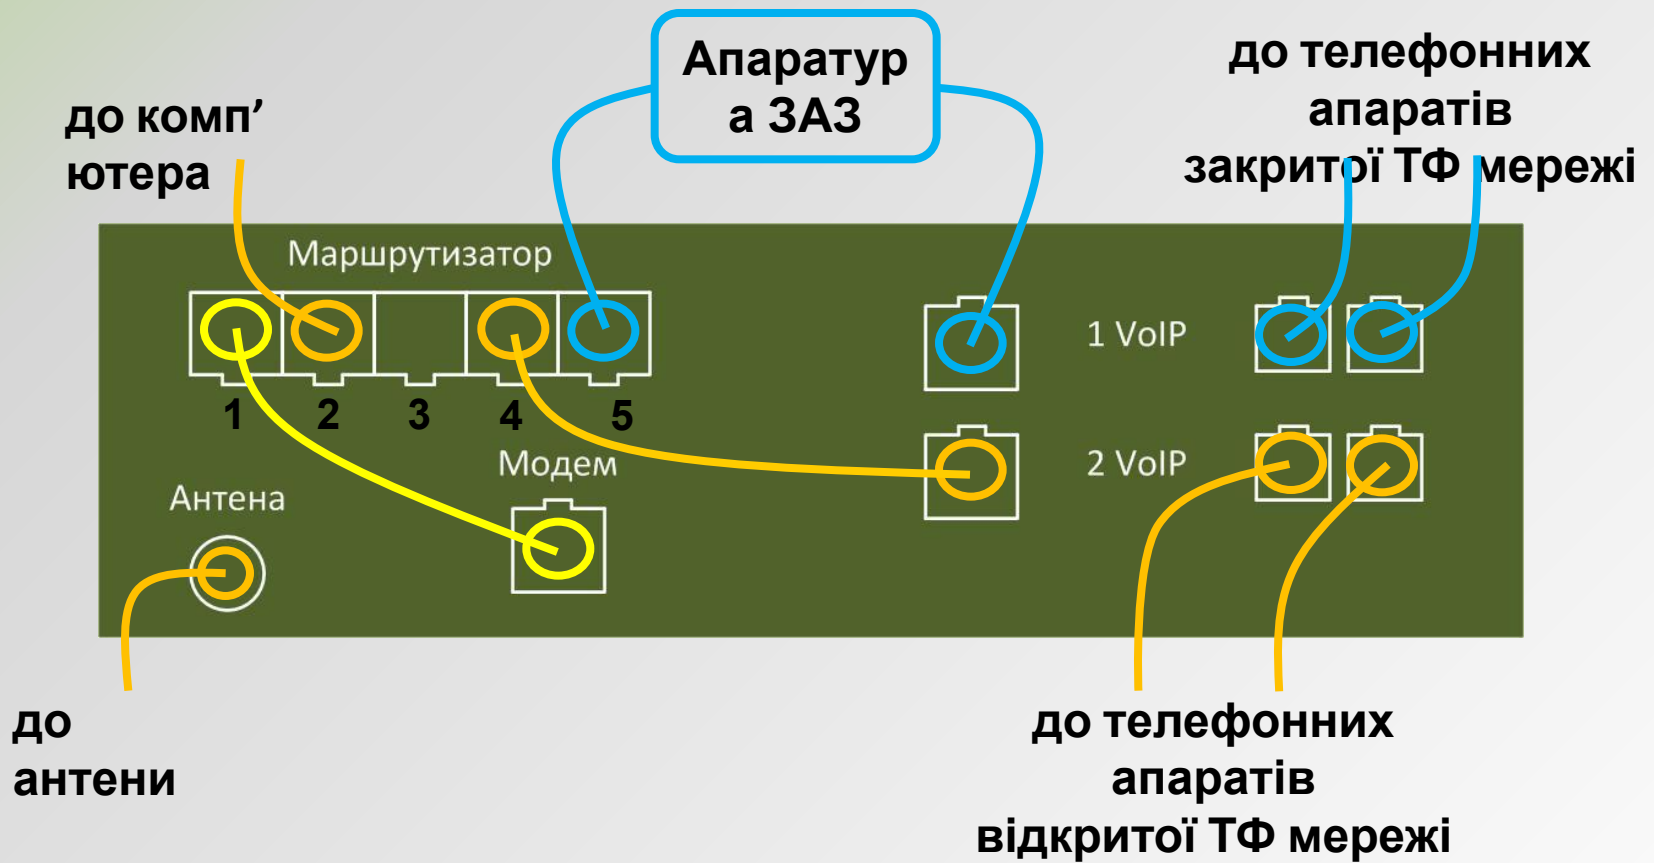 Апаратур
а ЗАЗ
до телефонних
апаратів
закритої ТФ мережі
до комп’
ютера
Маршрутизатор
1 2 3 4 5
1 VoIP
Модем
2 VoIP
Антена
до
антени
до телефонних
апаратів
відкритої ТФ мережі